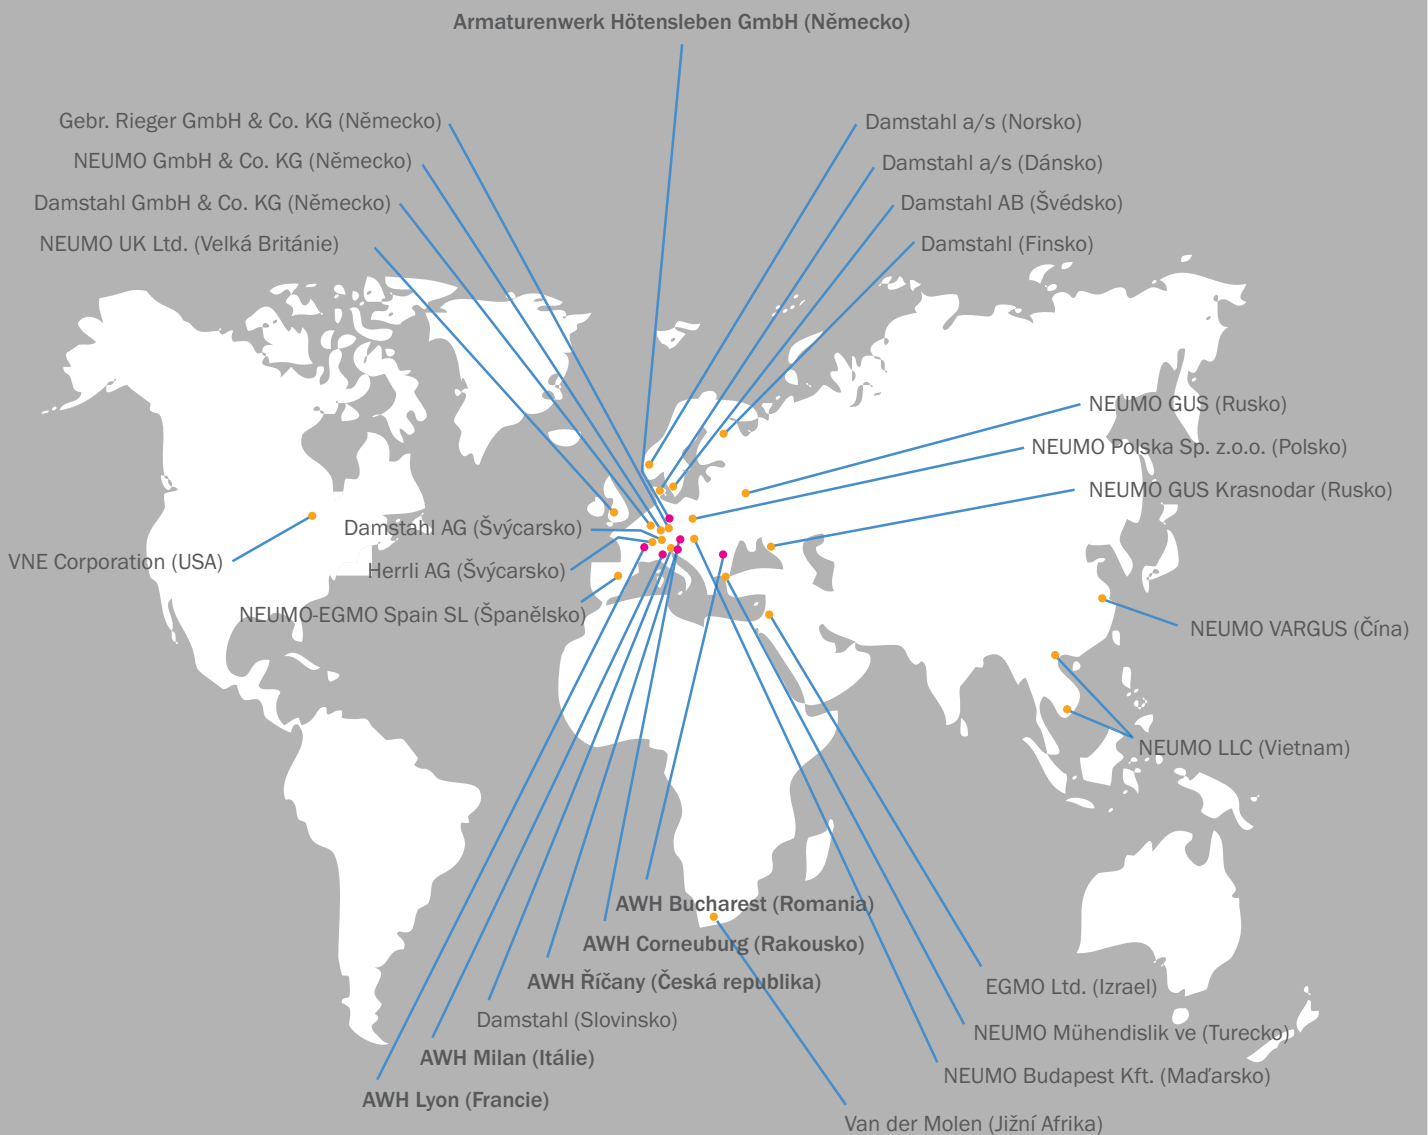 Armaturenwerk Hötensleben GmbH (Německo)
Gebr. Rieger GmbH & Co. KG (Německo)
NEUMO GmbH & Co. KG (Německo)
Damstahl GmbH & Co. KG (Německo)
NEUMO UK Ltd. (Velká Británie)
Damstahl a/s (Norsko)
Damstahl a/s (Dánsko)
Damstahl AB (Švédsko)
Damstahl (Finsko)
NEUMO GUS (Rusko)
NEUMO Polska Sp. z.o.o. (Polsko)
NEUMO GUS Krasnodar (Rusko)
Damstahl AG (Švýcarsko)
VNE Corporation (USA)
Herrli AG (Švýcarsko)
NEUMO-EGMO Spain SL (Španělsko)
NEUMO VARGUS (Čína)
NEUMO LLC (Vietnam)
AWH Bucharest (Romania)
AWH Corneuburg (Rakousko)
AWH Říčany (Česká republika)
Damstahl (Slovinsko)
AWH Milan (Itálie)
AWH Lyon (Francie)
EGMO Ltd. (Izrael)
NEUMO Mühendislik ve (Turecko)
NEUMO Budapest Kft. (Maďarsko)
Van der Molen (Jižní Afrika)